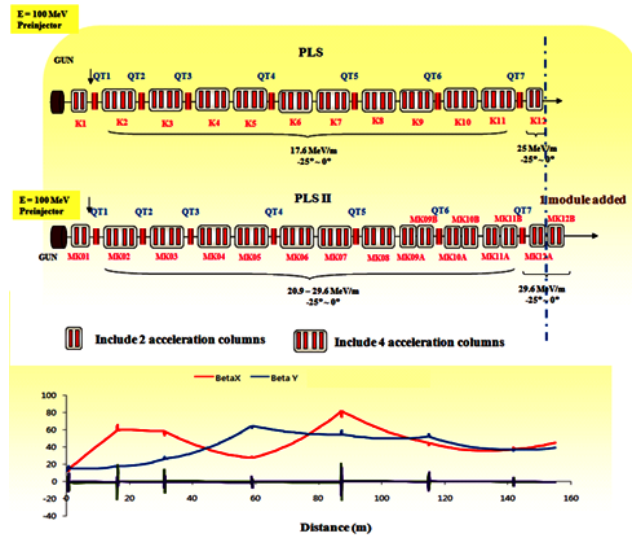 E = 100 MeV
Preinjector
PLS
GUN
QT1 QT2 QT3 QT4 QT5 QT6 QT7
K1 K2 K3 K4 K5 K6 K7 K8 K9 K10 K11 K12
17.6 MeV/m
-25° ~ 0°
25 MeV/m
-25° ~ 0°
E = 100 MeV
Preinjector
PLS II
1 module added
MK09B MK10B MK11B MK12B
QT1 QT2 QT3 QT4 QT5 QT6 QT7
GUN
MK01 MK02 MK03 MK04 MK05 MK06 MK07 MK08 MK09A MK10A MK11A MK12A
20.9 – 29.6 MeV/m
-25° ~ 0°
29.6 MeV/m
-25° ~ 0°
Include 2 acceleration columns
Include 4 acceleration columns
BetaX Beta Y
100
80
60
40
20
0
-20
-40
0 20 40 60 80 100 120 140 160
Distance (m)